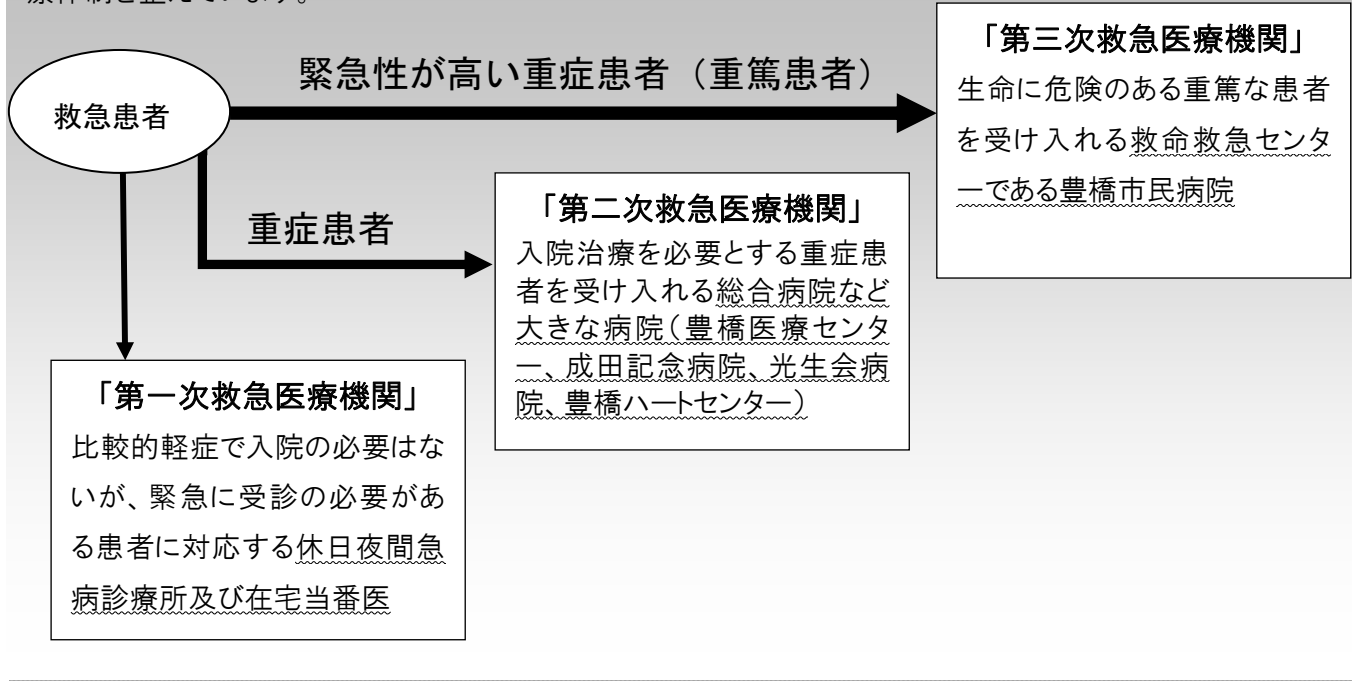 療体制を整えています。
救急患者
緊急性が高い重症患者（重篤患者）
「第三次救急医療機関」
生命に危険のある重篤な患者
を受け入れる救命救急センタ
ーである豊橋市民病院
重症患者
「第二次救急医療機関」
入院治療を必要とする重症患
者を受け入れる総合病院など
大きな病院（豊橋医療センタ
ー、成田記念病院、光生会病
院、豊橋ハートセンター）
「第一次救急医療機関」
比較的軽症で入院の必要はな
いが、緊急に受診の必要があ
る患者に対応する休日夜間急
病診療所及び在宅当番医